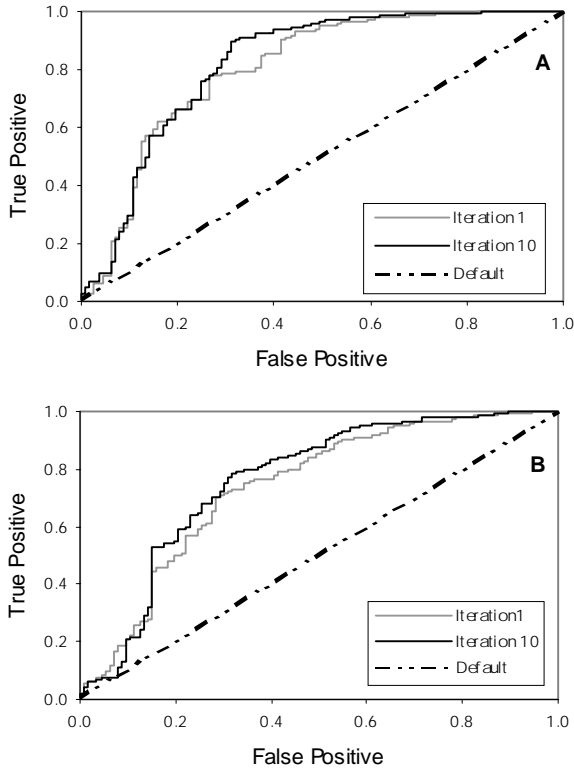 1.0
A
0.8
0.6
True Positive
0.4
Iteration 1
0.2
Iteration 10
Default
0.0
0.0 0.2 0.4 0.6 0.8 1.0
False Positive
1.0
B
0.8
0.6
True Positive
0.4
Iteration1
0.2
Iteration 10
Default
0.0
0.0 0.2 0.4 0.6 0.8 1.0
False Positive